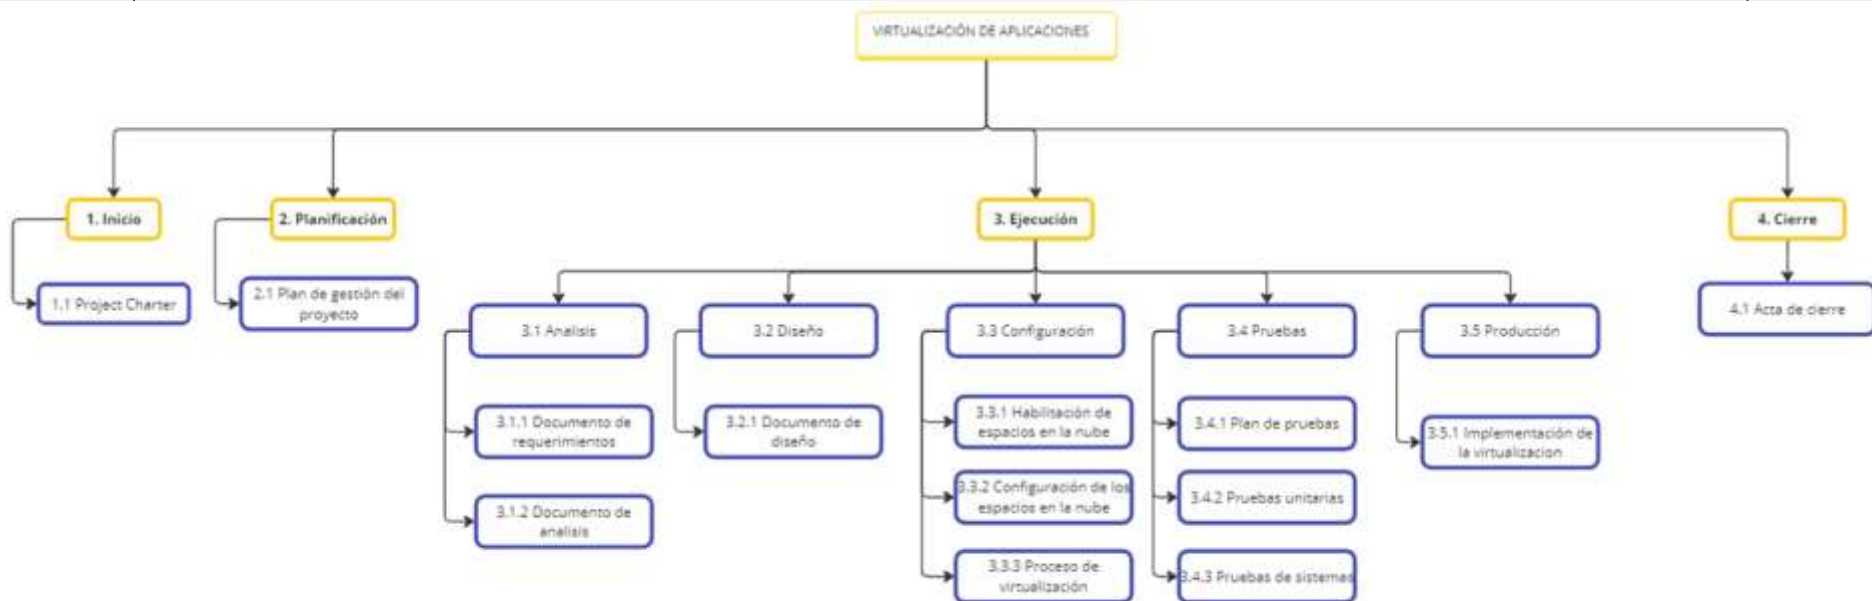 VIRTUALIZACIÓN DE APLICACIONES
1. Inicio
2. Planificación
3. Ejecución
4. Cierre
1.1 Project Charter
2.1 Plan de gestión del
proyecto
3.1 Analisis
3.2 Diseño
3.3 Configuración
3.4 Pruebas
3.5 Producción
4.1 Acta de cierre
3.1.1 Documento de
requerimientos
3.1.2 Documento de
analisis
3.2.1 Documento de
diseño
3.3.1 Habilisación de
espacios en la nube
3.3.2 Configuración de los
espacios en la nube
3.3.3 Proceso de
virtualización
3.4.1 Plan de pruebas
3.4.2 Pruebas unitarias
3.4.3 Pruebas de sistemas
3.5.1 Implementación de
la virtualizacion